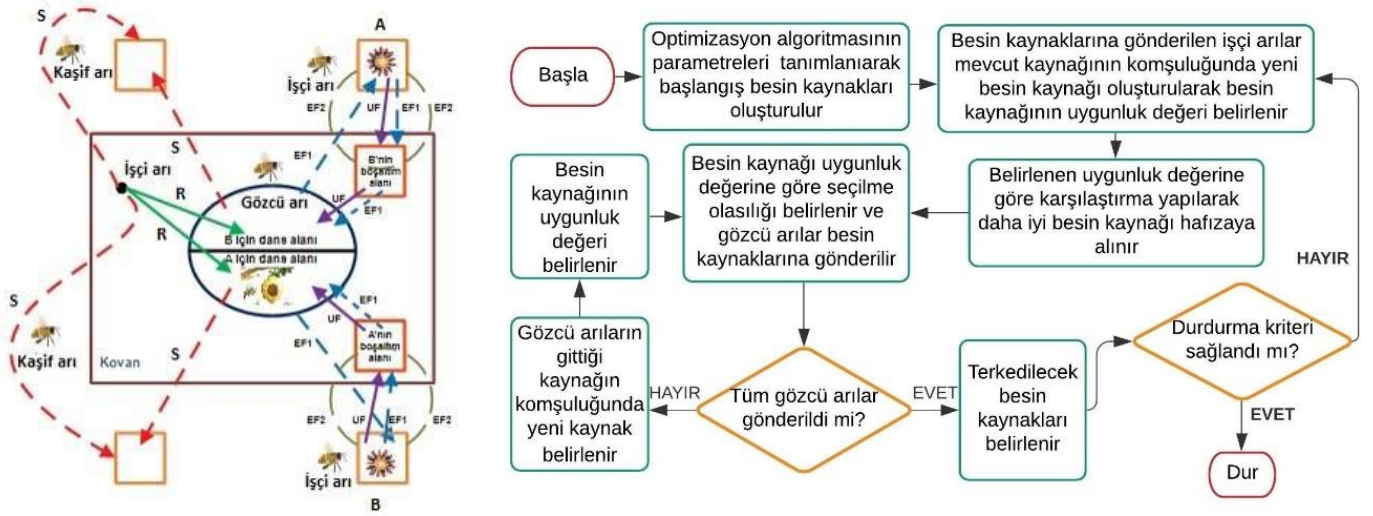 S
Kaşif arı
A
İşçi arı
EF2
UF
EF1
EF2
S
İşçi arı
R
R
EF1
Gözcü arı
B'nin
boşaltım
alanı
UF
EF1
B için dans alanı
A için dans alanı
S
Kaşif arı
S
Kovan
EF1
UF
EF1
A'nın
boşaltım
alanı
EF2
UF
EF1
EF2
İşçi arı
B
Başla
Optimizasyon algoritmasının
parametreleri tanımlanıarak
başlangış besin kaynakları
oluşturulur
Besin kaynaklarına gönderilen işçi arılar
mevcut kaynağının komşuluğunda yeni
besin kaynağı oluşturularak besin
kaynağının uygunluk değeri belirlenir
Belirlenen uygunluk değerine
göre karşılaştırma yapılarak
daha iyi besin kaynağı hafızaya
alınır
Besin kaynağı uygunluk
değerine göre seçilme
olasılığı belirlenir ve
gözcü arılar besin
kaynaklarına gönderilir
Besin
kaynağının
uygunluk
değeri
belirlenir
Gözcü arıların
gittiği
kaynağın
komşuluğunda
yeni kaynak
belirlenir
HAYIR
Tüm gözcü arılar
gönderildi mi?
EVET
Terkedilecek
besin
kaynakları
belirlenir
Durdurma kriteri
sağlandı mı?
HAYIR
EVET
Dur